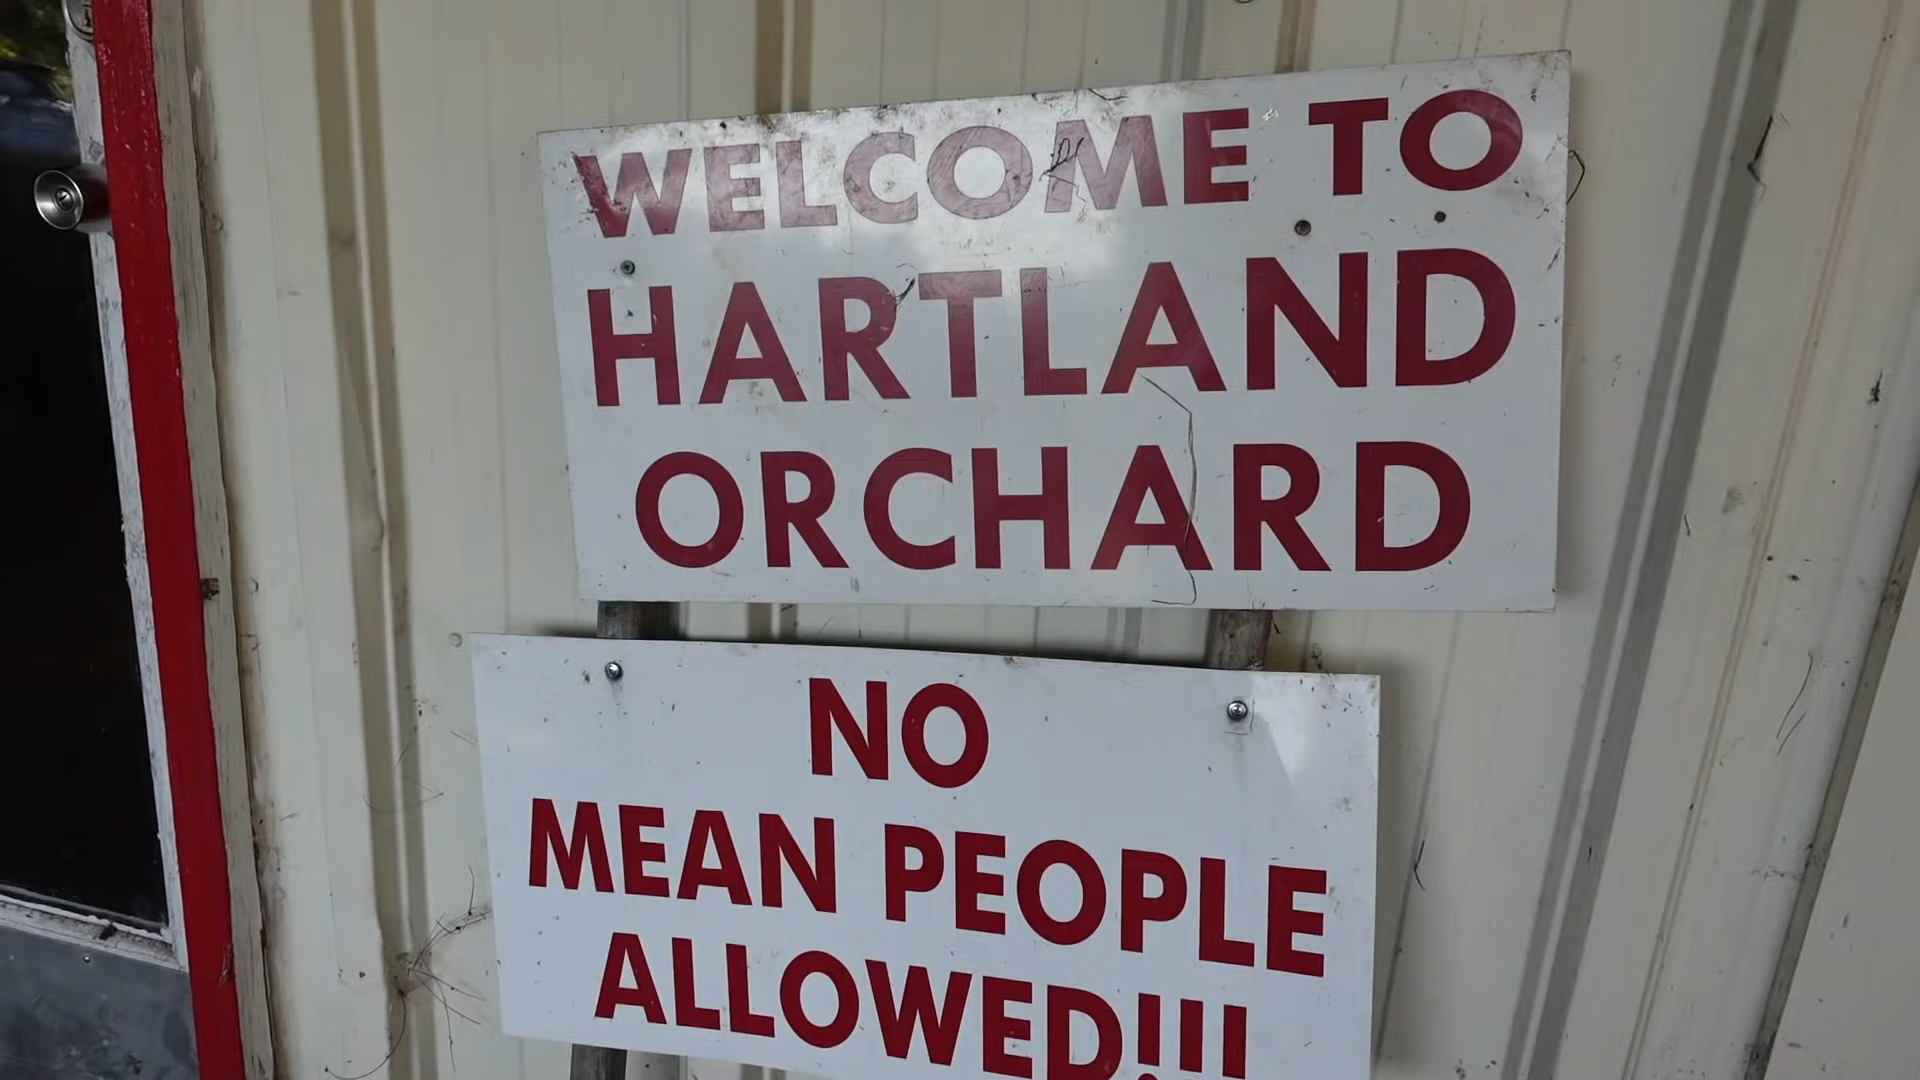 WELCOME TO
HARTLAND
ORCHARD
NO
MEAN PEOPLE
ALLOWED!!!